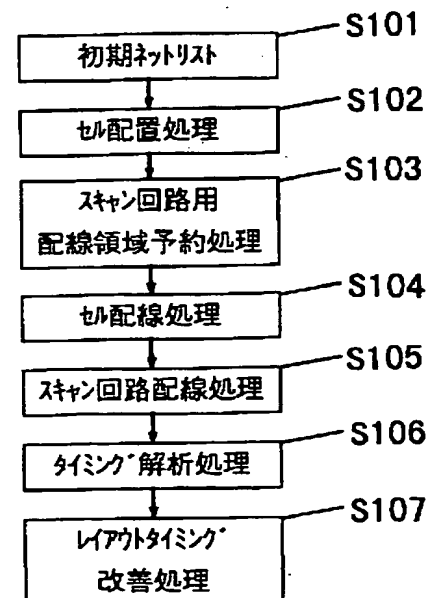 S101
初期ネットリスト
S102
セル配置処理
S103
スキャン回路用
配線領域予約処理
S104
セル配線処理
S105
スキャン回路配線処理
S106
タイミング解析処理
S107
レイアウトタイミング
改善処理